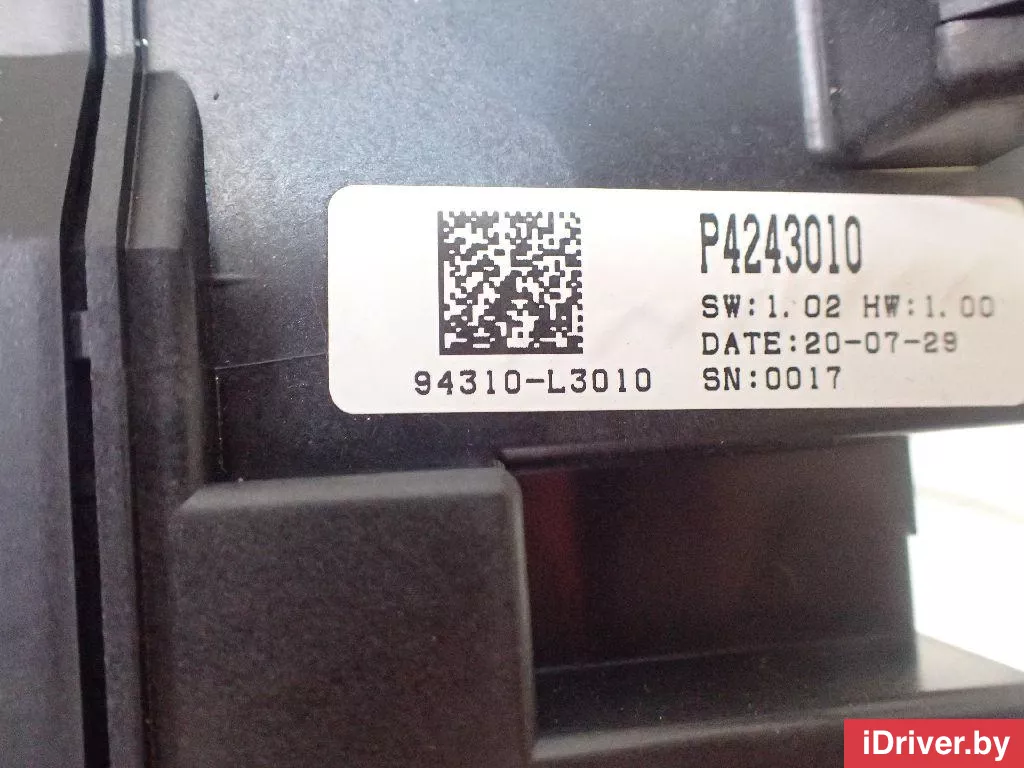 P4243010
SW:1.02 HW:1.00
DATE:20-07-29
94310-L3010
SN:0017
iDriver.by